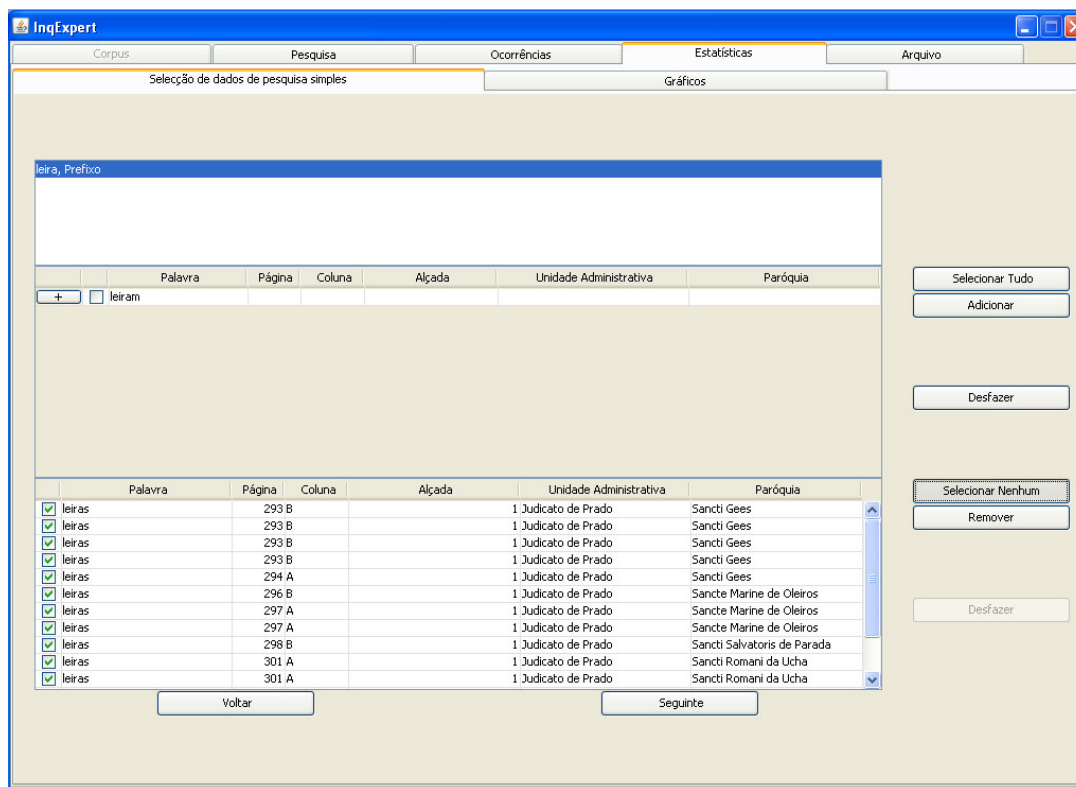 InqExpert
Corpus Pesquisa Ocorrências Estatísticas Arquivo
Selecção de dados de pesquisa simples Gráficos
leira, Prefixo
Palavra Página Coluna Alçada Unidade Administrativa Paróquia
+ leiram
Selecionar Tudo
Adicionar
Desfazer
Palavra Página Coluna Alçada Unidade Administrativa Paróquia
leiras 293 B 1 Judicato de Prado Sancti Gees
leiras 293 B 1 Judicato de Prado Sancti Gees
leiras 293 B 1 Judicato de Prado Sancti Gees
leiras 293 B 1 Judicato de Prado Sancti Gees
leiras 294 A 1 Judicato de Prado Sancti Gees
leiras 296 B 1 Judicato de Prado Sancte Marine de Oleiros
leiras 297 A 1 Judicato de Prado Sancte Marine de Oleiros
leiras 297 A 1 Judicato de Prado Sancte Marine de Oleiros
leiras 298 B 1 Judicato de Prado Sancti Salvatoris de Parada
leiras 301 A 1 Judicato de Prado Sancti Romani da Ucha
leiras 301 A 1 Judicato de Prado Sancti Romani da Ucha
Selecionar Nenhum
Remover
Desfazer
Voltar Seguinte